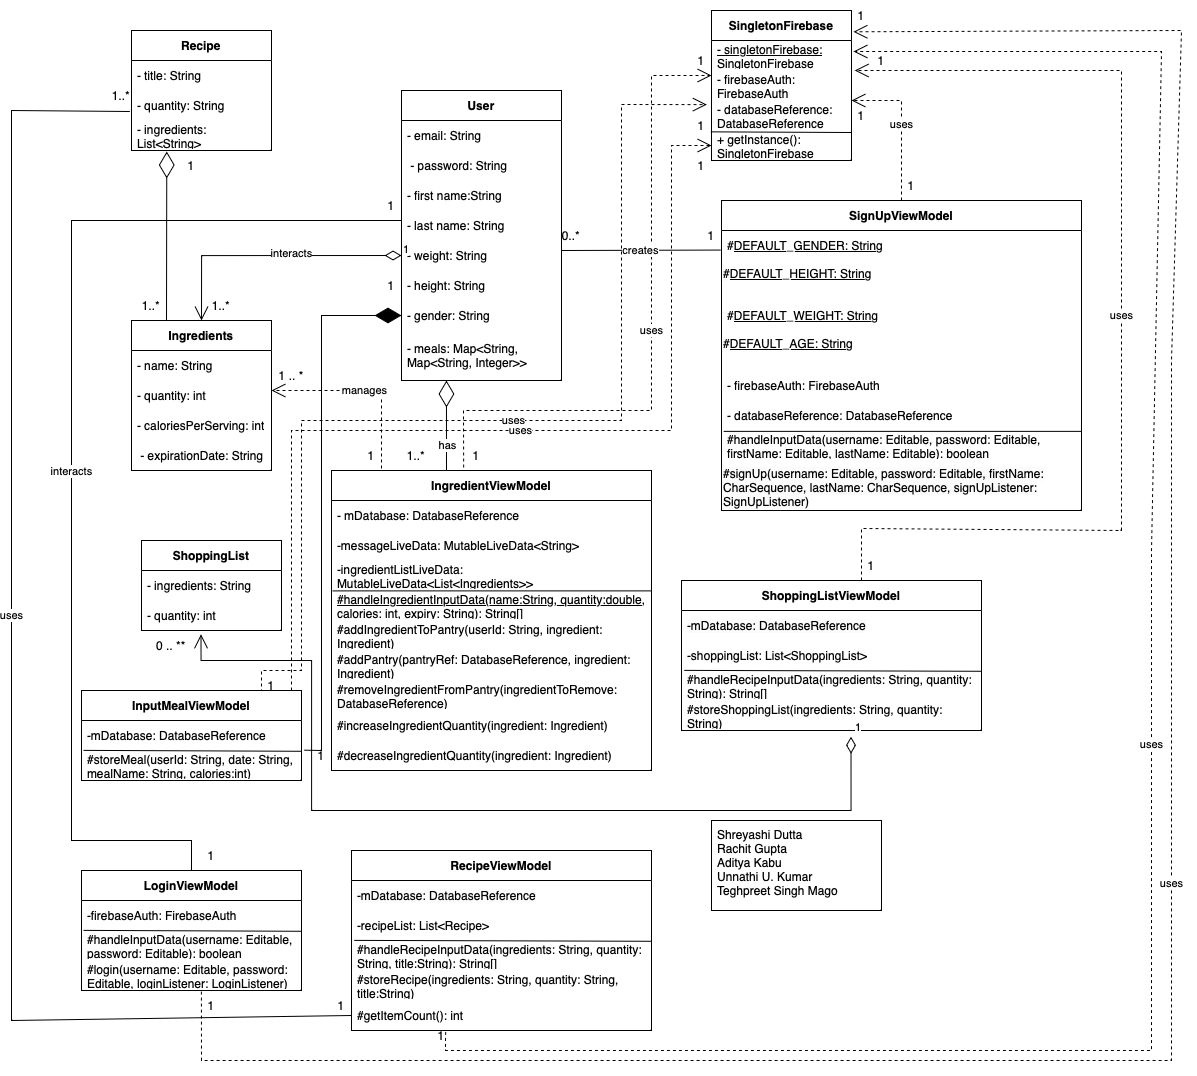 Recipe
- title: String
- quantity: String
- ingredients:
List<String>
1..*
1
User
- email: String
- password: String
- first name:String
- last name: String
- weight: String
- height: String
- gender: String
- meals: Map<String,
Map<String, Integer>>
1
1
1
interacts
1..*
1..*
SingletonFirebase
- singletonFirebase:
SingletonFirebase
- firebaseAuth:
FirebaseAuth
- databaseReference:
DatabaseReference
+ getInstance():
SingletonFirebase
1
1
1
1
1
1
uses
1
SignUpViewModel
#DEFAULT_GENDER: String
#DEFAULT_HEIGHT: String
#DEFAULT_WEIGHT: String
#DEFAULT_AGE: String
- firebaseAuth: FirebaseAuth
- databaseReference: DatabaseReference
#handleInputData(username: Editable, password: Editable,
firstName: Editable, lastName: Editable): boolean
#signUp(username: Editable, password: Editable, firstName:
CharSequence, lastName: CharSequence, signUpListener:
SignUpListener)
0..*
creates
1
uses
uses
Ingredients
- name: String
- quantity: int
- caloriesPerServing: int
- expirationDate: String
1 .. *
manages
uses
uses
has
1
1..*
1
interacts
IngredientViewModel
- mDatabase: DatabaseReference
-messageLiveData: MutableLiveData<String>
-ingredientListLiveData:
MutableLiveData<List<Ingredients>>
#handleIngredientInputData(name:String, quantity:double,
calories: int, expiry: String): String[]
#addIngredientToPantry(userId: String, ingredient:
Ingredient)
#addPantry(pantryRef: DatabaseReference, ingredient:
Ingredient)
#removeIngredientFromPantry(ingredientToRemove:
DatabaseReference)
#increaseIngredientQuantity(ingredient: Ingredient)
#decreaseIngredientQuantity(ingredient: Ingredient)
ShoppingList
- ingredients: String
- quantity: int
0 .. **
uses
1
ShoppingListViewModel
-mDatabase: DatabaseReference
-shoppingList: List<ShoppingList>
#handleRecipeInputData(ingredients: String, quantity:
String): String[]
#storeShoppingList(ingredients: String, quantity:
String)
1
1
InputMealViewModel
-mDatabase: DatabaseReference
#storeMeal(userId: String, date: String,
mealName: String, calories:int)
1
uses
Shreyashi Dutta
Rachit Gupta
Aditya Kabu
Unnathi U. Kumar
Teghpreet Singh Mago
uses
1
LoginViewModel
-firebaseAuth: FirebaseAuth
#handleInputData(username: Editable,
password: Editable): boolean
#login(username: Editable, password:
Editable, loginListener: LoginListener)
1
RecipeViewModel
-mDatabase: DatabaseReference
-recipeList: List<Recipe>
#handleRecipeInputData(ingredients: String, quantity:
String, title:String): String[]
#storeRecipe(ingredients: String, quantity: String,
title:String)
#getItemCount(): int
1
1